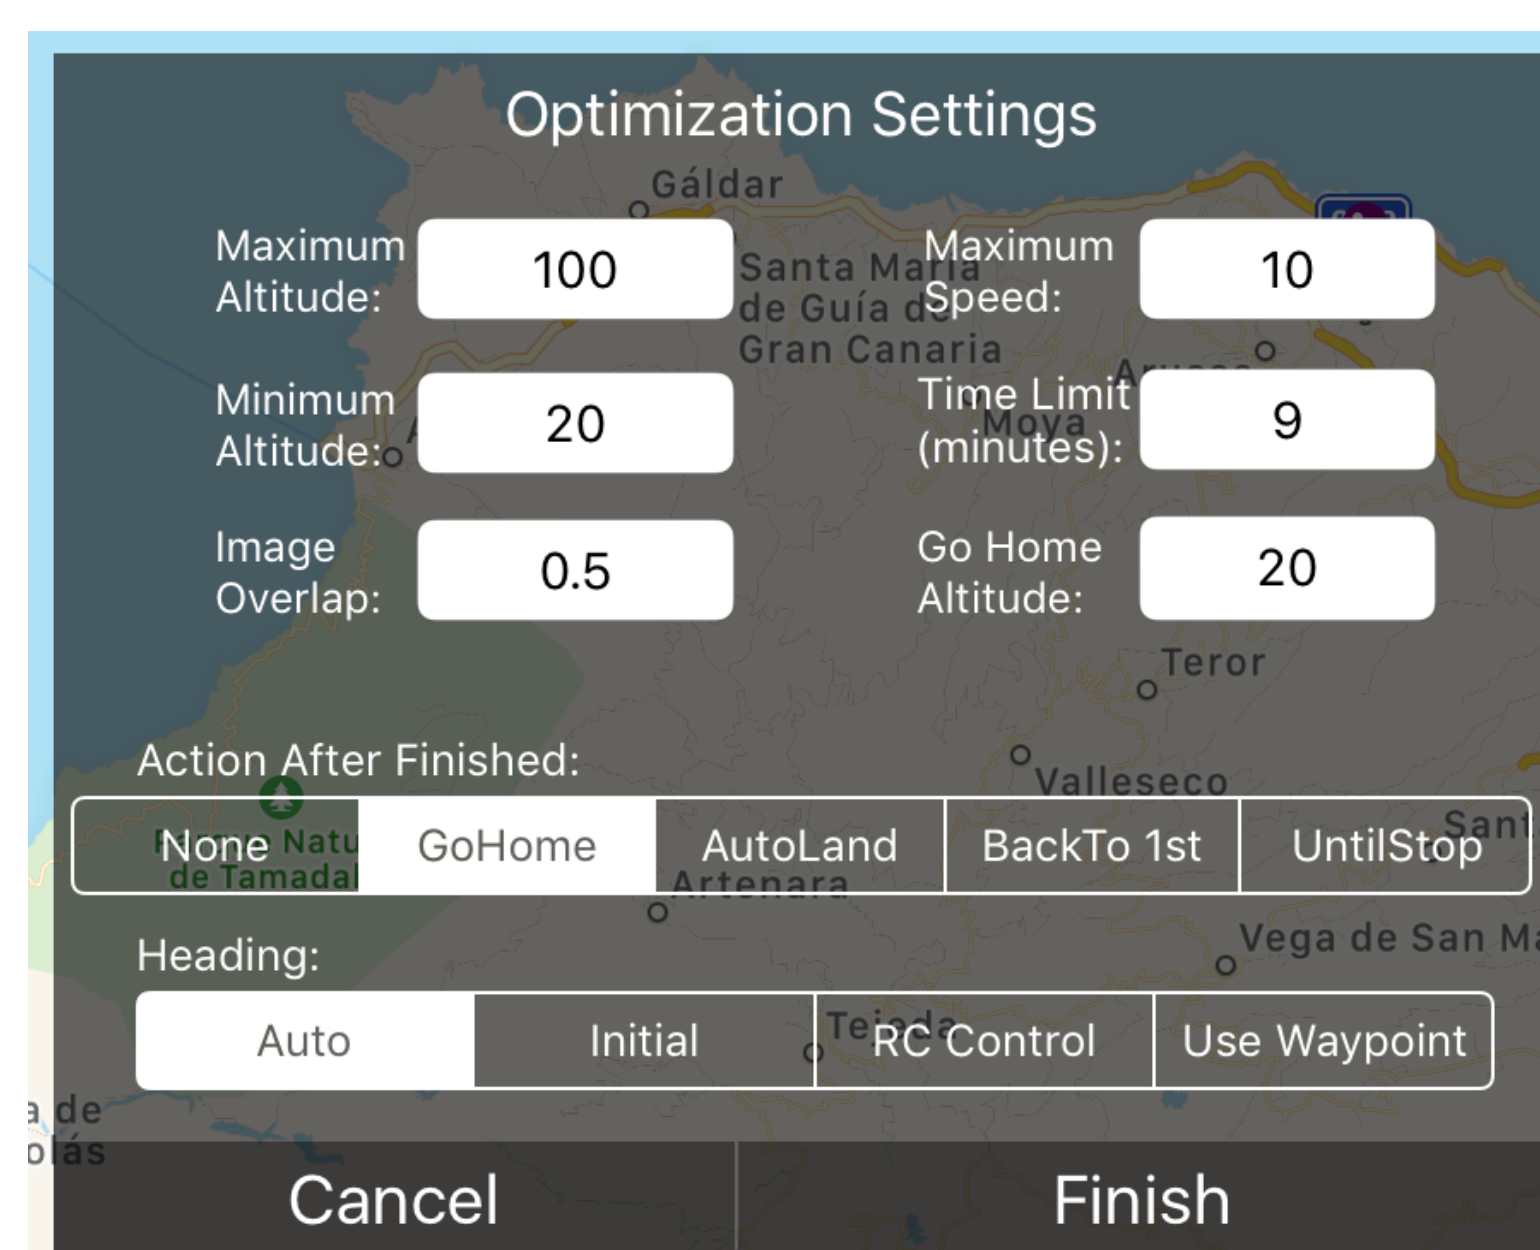 Optimization Settings
Gáldar
Maximum
Altitude:
100
Santa María
de Guía de
Gran Canaria
Maximum
Speed:
10
Minimum
Altitude:
20
Time Limit
(minutes):
9
Moya
Image
Overlap:
0.5
Go Home
Altitude:
20
Teror
Valleseco
Action After Finished:
None
GoHome
AutoLand
BackTo 1st
UntilStop
Artenara
Vega de San
Heading:
Auto
Initial
RC Control
Use Waypoint
Tejeda
de
Cancel
Finish